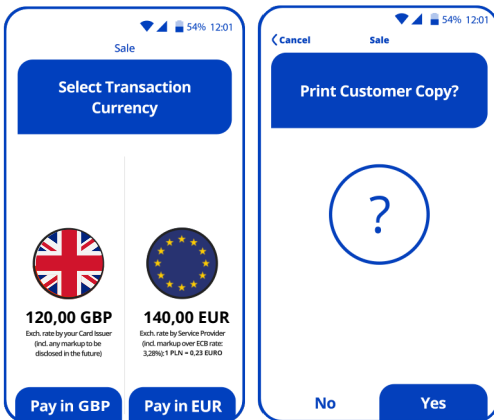 54% 12:01
Sale
Select Transaction
Currency
120,00 GBP
Exch. rate by your Card Issuer
(incl. any markup to be
disclosed in the future)
Pay in GBP
140,00 EUR
Exch. rate by Service Provider
(incl. markup over ECB rate:
3,28%):1 PLN = 0,23 EURO
Pay in EUR
54% 12:01
Cancel
Sale
Print Customer Copy?
?
No
Yes